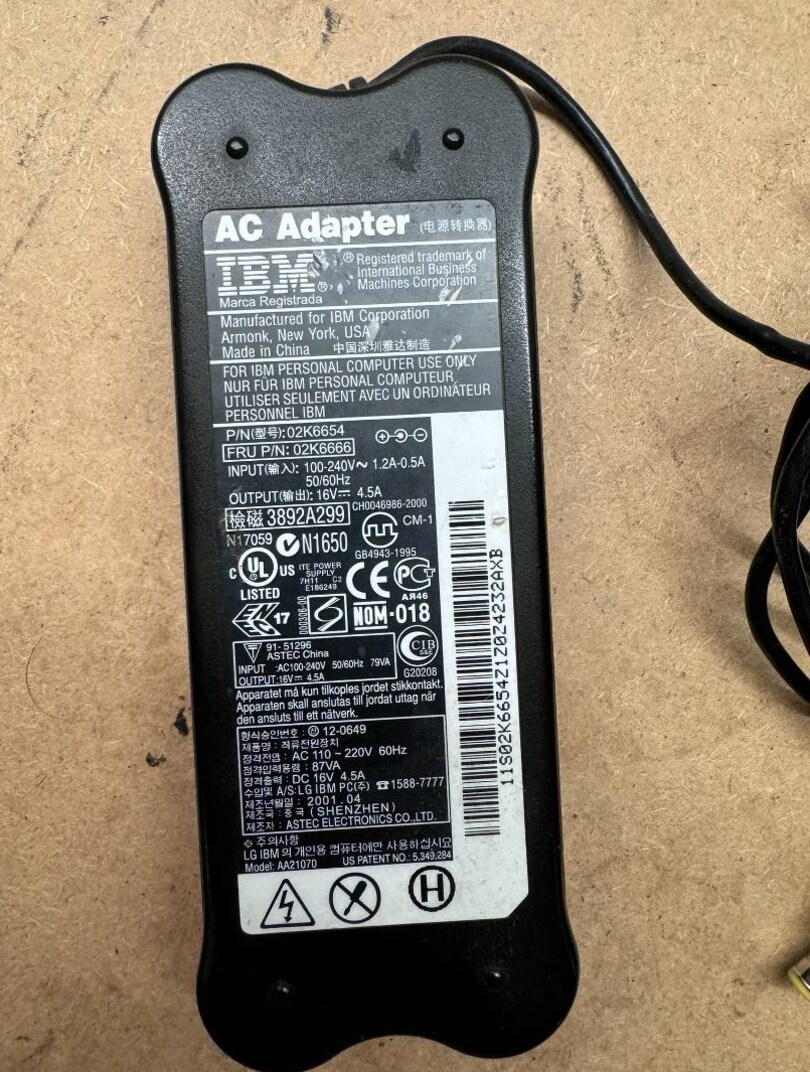 AC Adapter (电源转换器)
IBM®
® Registered trademark of
International Business
Machines Corporation
Marca Registrada
Manufactured for IBM Corporation
Armonk, New York, USA
Made in China 中国深圳雅达制造
FOR IBM PERSONAL COMPUTER USE ONLY
NUR FÜR IBM PERSONAL COMPUTEUR
UTILISER SEULEMENT AVEC UN ORDINATEUR
PERSONNEL IBM
P/N(型号):02K6654
FRU P/N: 02K6666
INPUT(输入): 100-240V~ 1.2A-0.5A
50/60Hz
OUTPUT(输出):16V⎓ 4.5A
CH0046986-2000
檢磁 3892A299
CM-1
N17059
N1650
GB4943-1995
C UL US
LISTED
ITE POWER
SUPPLY
7H11 C2
E186249
CE
PCT
АЯ46
17
000306-00
S
NOM-018
91- 51296
ASTEC China
INPUT :AC100-240V 50/60Hz 79VA
OUTPUT:16V⎓ 4.5A
CIB
S&E
G20208
Apparatet må kun tilkoples jordet stikkontakt.
Apparaten skall anslutas till jordat uttag när
den ansluts till ett nätverk.
형식승인번호 : 12-0649
제품명 : 직류전원장치
정격전압 : AC 110 ~ 220V 60Hz
정격입력용량 : 87VA
정격출력 : DC 16V 4.5A
수입및 A/S:LG IBM PC(주) ☎1588-7777
제조년월일 : 2001 . 04
제조국 : 중 국 ( SHENZHEN )
제조자 : ASTEC ELECTRONICS CO.,LTD.
※ 주의사항
LG IBM 의 개인용 컴퓨터에만 사용하십시요
Model: AA21070 US PATENT NO.: 5,349,284
H
11S02K6654Z1Z0Z4232AXB